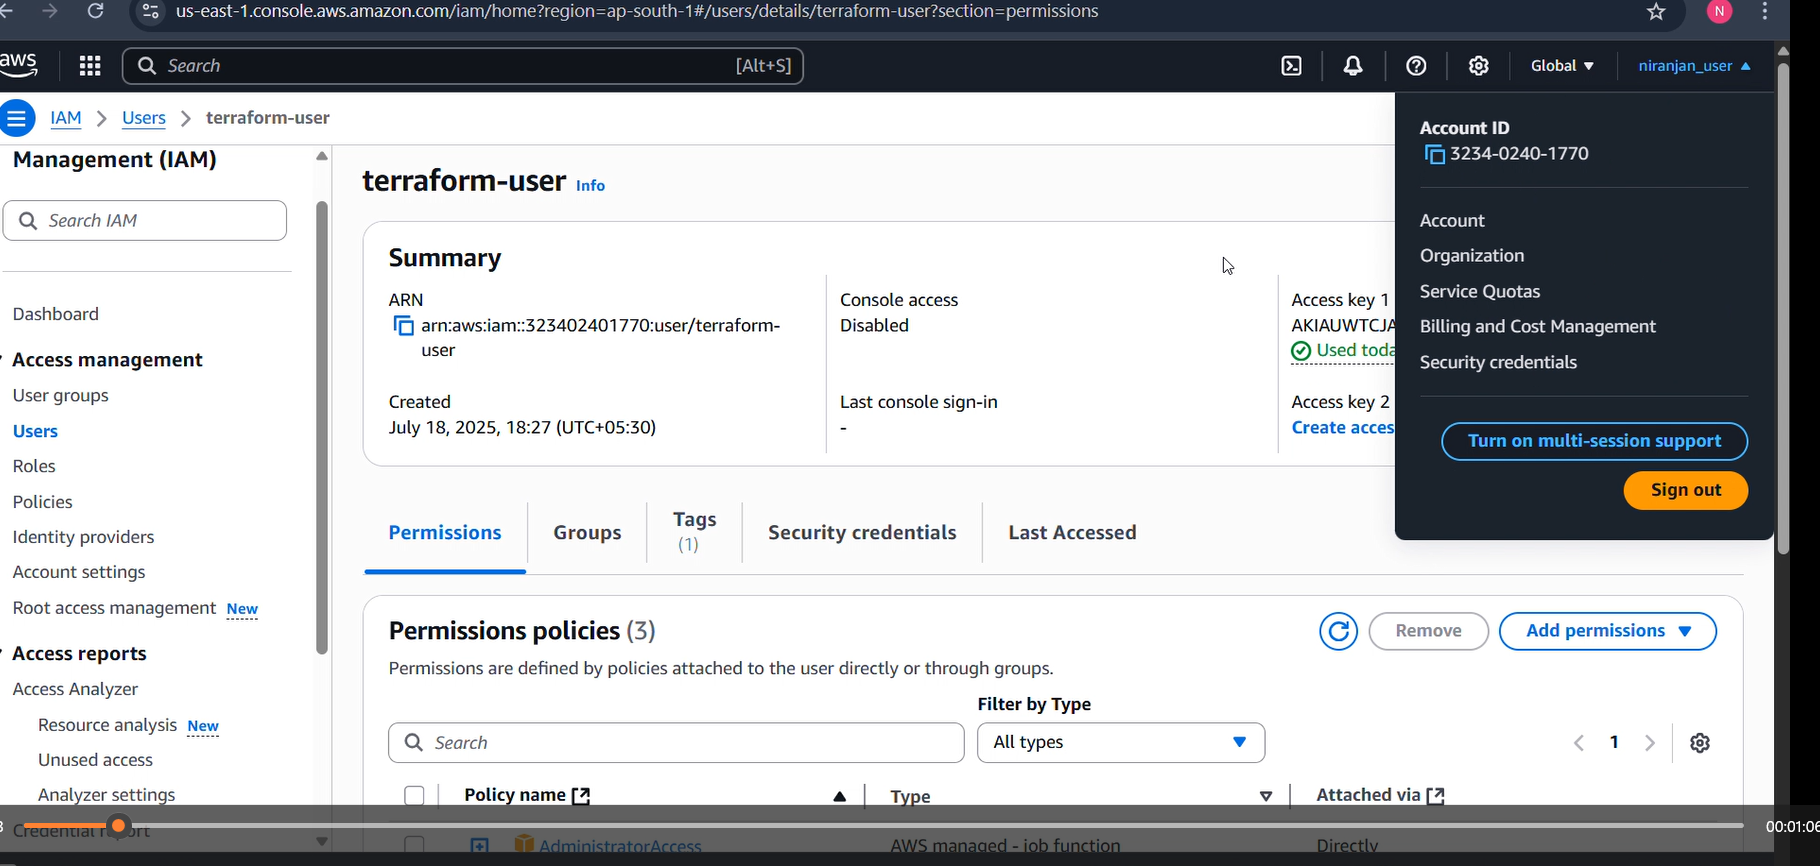 us-east-1.console.aws.amazon.com/iam/home?region=ap-south-1#/users/details/terraform-user?section=permissions
N
aws
Search
[Alt+S]
Global
niranjan_user
IAM
Users
terraform-user
Account ID
3234-0240-1770
Account
Organization
Service Quotas
Billing and Cost Management
Security credentials
Turn on multi-session support
Sign out
Management (IAM)
Search IAM
Dashboard
Access management
User groups
Users
Roles
Policies
Identity providers
Account settings
Root access management New
Access reports
Access Analyzer
Resource analysis New
Unused access
Analyzer settings
Credential report
terraform-user Info
Summary
ARN
arn:aws:iam::323402401770:user/terraform-
user
Created
July 18, 2025, 18:27 (UTC+05:30)
Console access
Disabled
Last console sign-in
-
Access key 1
AKIAUWTCJA
Used toda
Access key 2
Create acces
Permissions
Groups
Tags
(1)
Security credentials
Last Accessed
Permissions policies (3)
Remove
Add permissions
Permissions are defined by policies attached to the user directly or through groups.
Filter by Type
Search
All types
1
Policy name
Type
Attached via
AdministratorAccess
AWS managed - job function
Directly
00:01:06